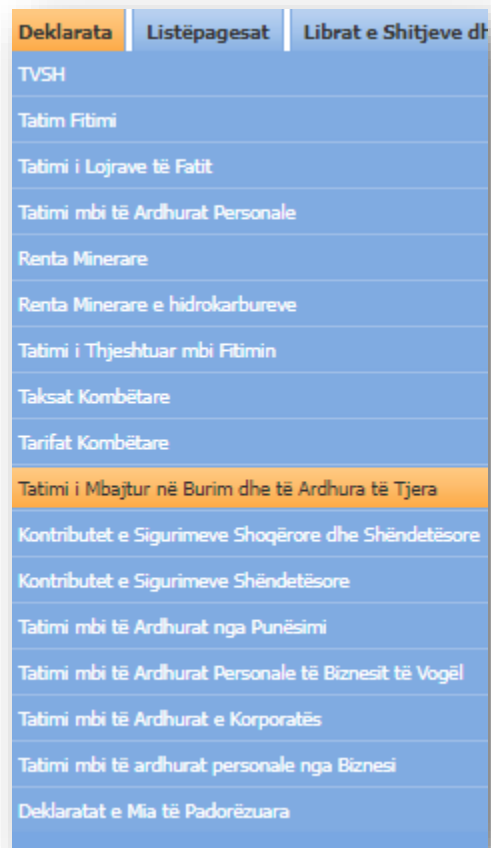 Deklarata Listëpagesat Librat e Shitjeve dh
TVSH
Tatim Fitimi
Tatimi i Lojrave të Fatit
Tatimi mbi të Ardhurat Personale
Renta Minerare
Renta Minerare e hidrokarbureve
Tatimi i Thjeshtuar mbi Fitimin
Taksat Kombëtare
Tarifat Kombëtare
Tatimi i Mbajtur në Burim dhe të Ardhura të Tjera
Kontributet e Sigurimeve Shoqërore dhe Shëndetësore
Kontributet e Sigurimeve Shëndetësore
Tatimi mbi të Ardhurat nga Punësimi
Tatimi mbi të Ardhurat Personale të Biznesit të Vogël
Tatimi mbi të Ardhurat e Korporatës
Tatimi mbi të ardhurat personale nga Biznesi
Deklaratat e Mia të Padorëzuara